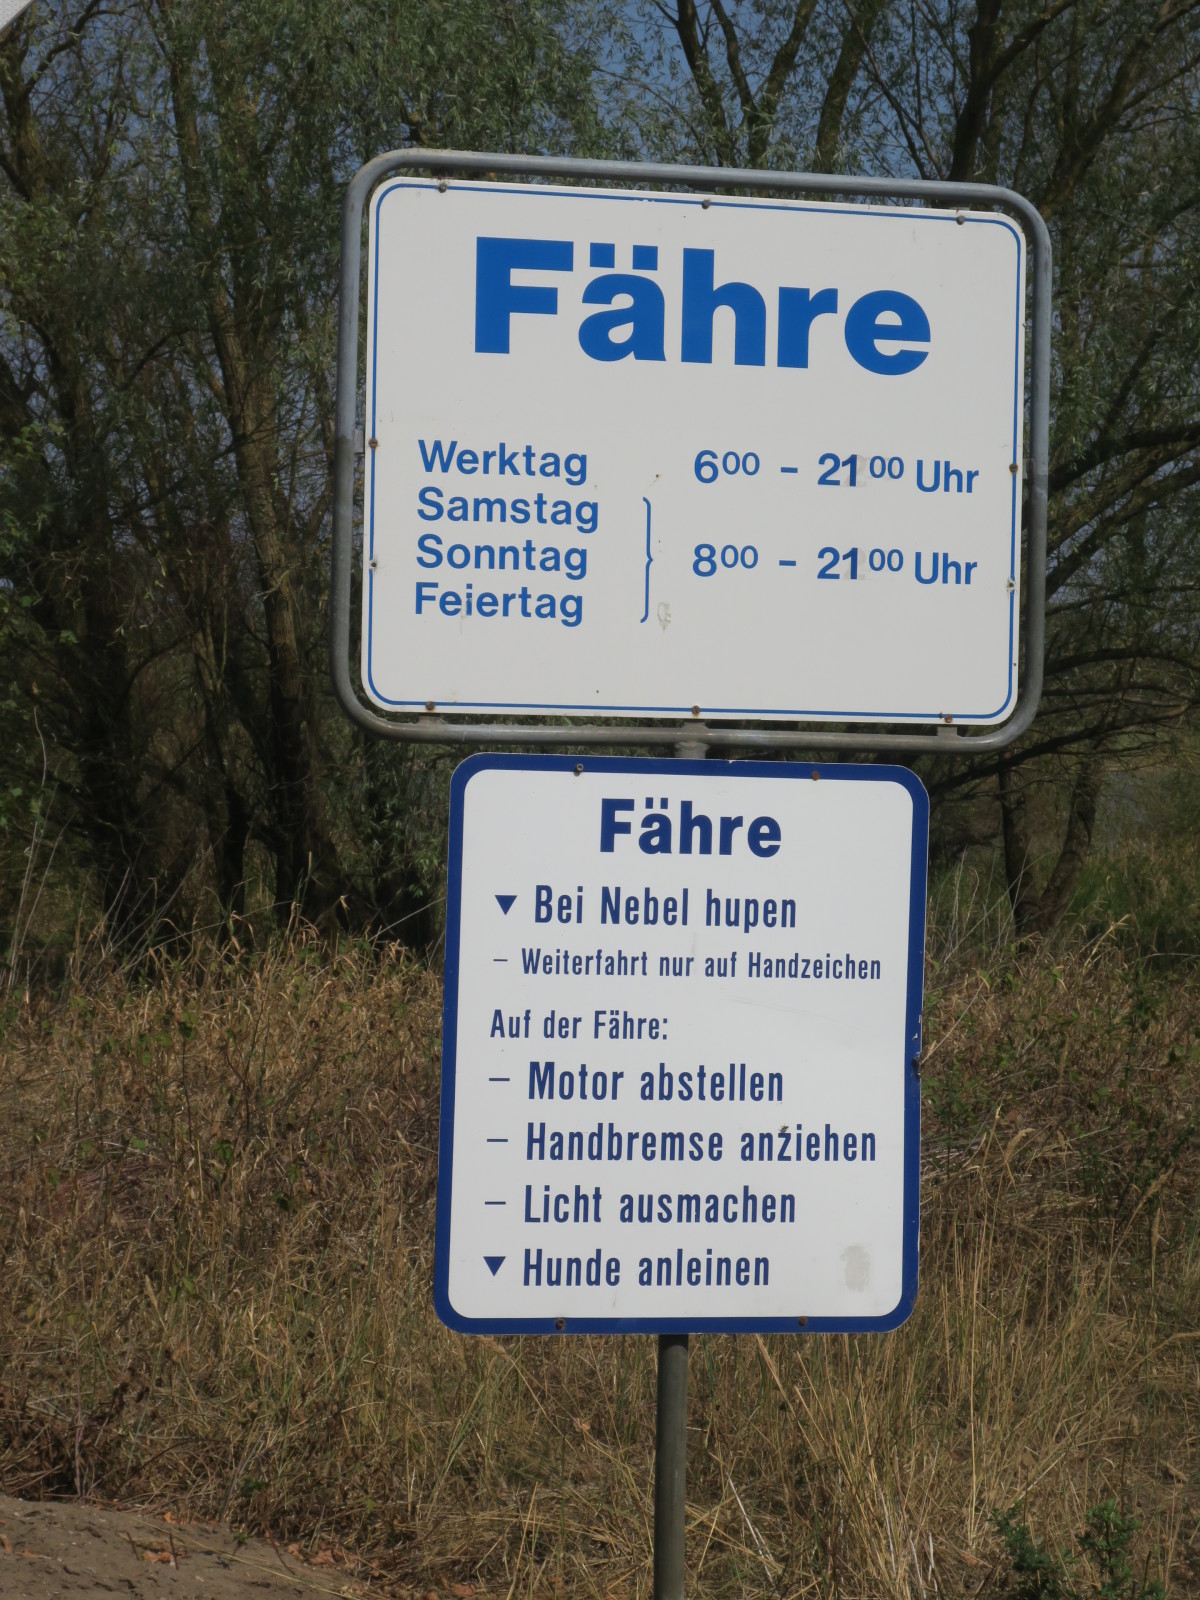 Fähre
Werktag 6⁰⁰ - 21⁰⁰ Uhr
Samstag
Sonntag 8⁰⁰ - 21⁰⁰ Uhr
Feiertag
Fähre
▼ Bei Nebel hupen
– Weiterfahrt nur auf Handzeichen
Auf der Fähre:
– Motor abstellen
– Handbremse anziehen
– Licht ausmachen
▼ Hunde anleinen